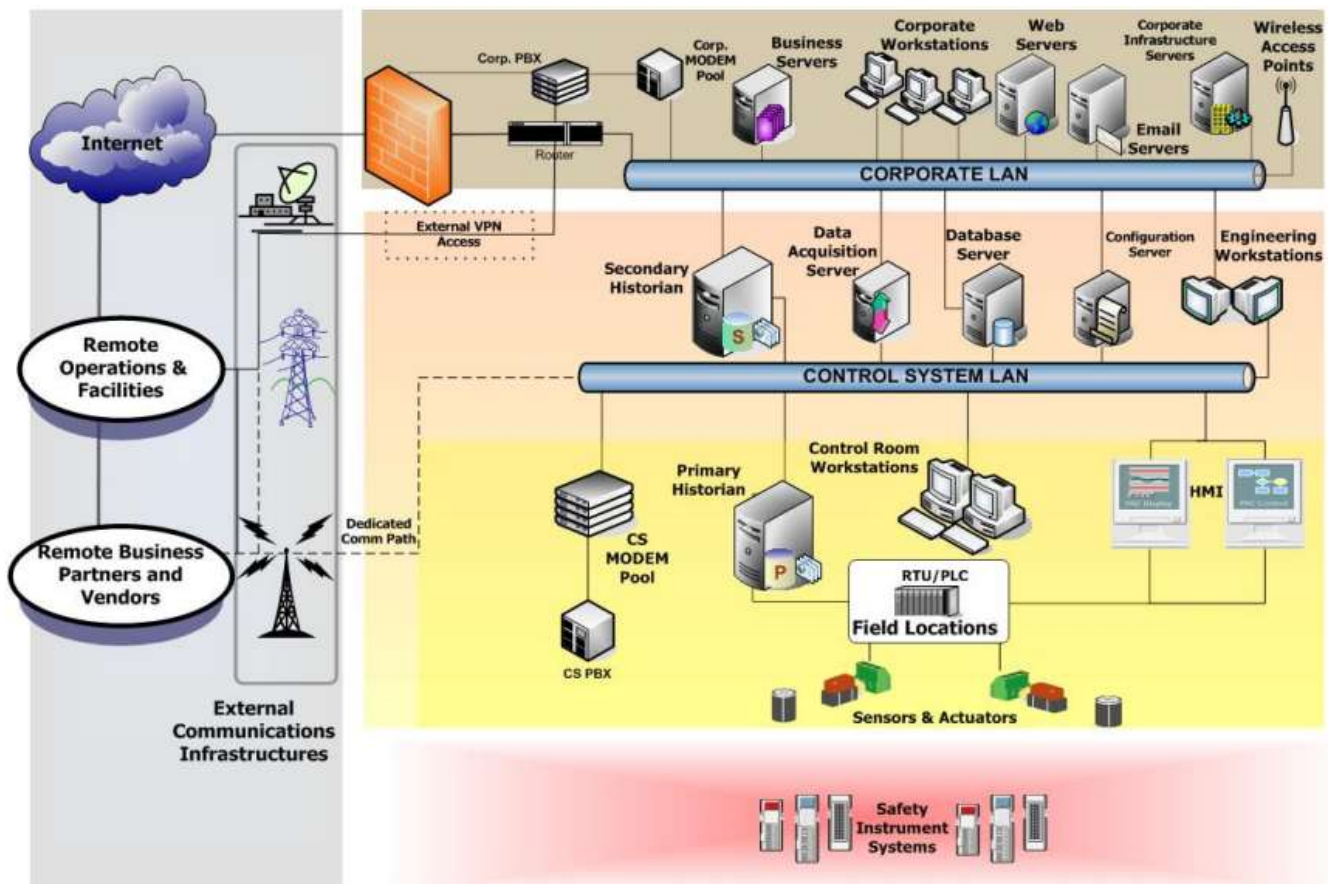 Internet
Corp. PBX
Corp.
MODEM
Pool
Business
Servers
Corporate
Workstations
Web
Servers
Corporate
Infrastructure
Servers
Wireless
Access
Points
Router
Email
Servers
CORPORATE LAN
External VPN
Access
Secondary
Historian
S
Data
Acquisition
Server
Database
Server
Configuration
Server
Engineering
Workstations
Remote
Operations &
Facilities
CONTROL SYSTEM LAN
Remote Business
Partners and
Vendors
Dedicated
Comm Path
CS
MODEM
Pool
CS PBX
Primary
Historian
P
Control Room
Workstations
HMI
RTU/PLC
Field Locations
Sensors & Actuators
External
Communications
Infrastructures
Safety
Instrument
Systems